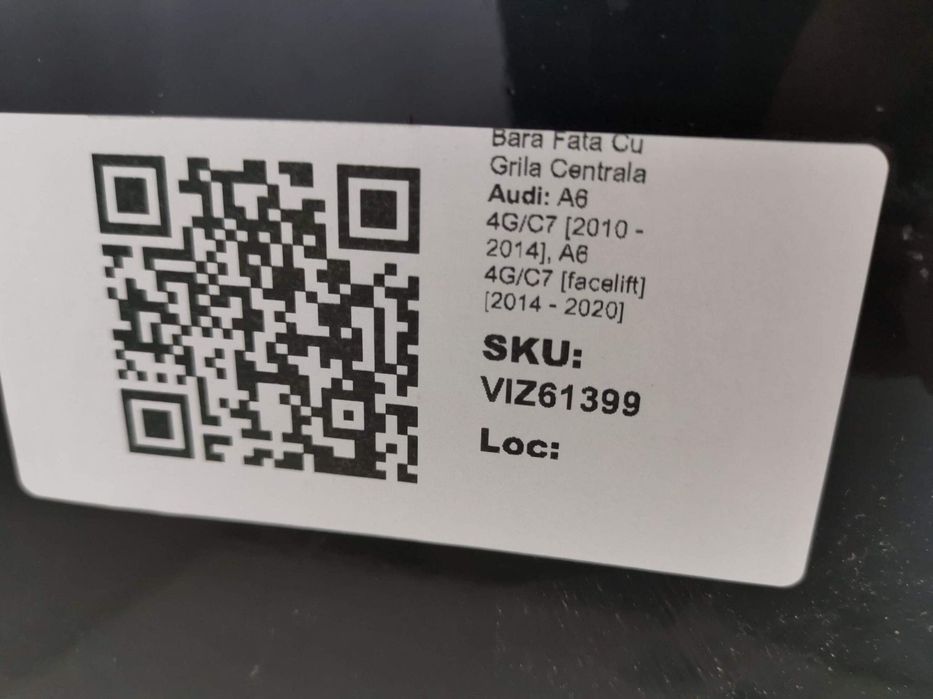 Bara Fata Cu
Grila Centrala
Audi: A6
4G/C7 [2010 -
2014], A6
4G/C7 [facelift]
[2014 - 2020]
SKU:
VIZ61399
Loc: